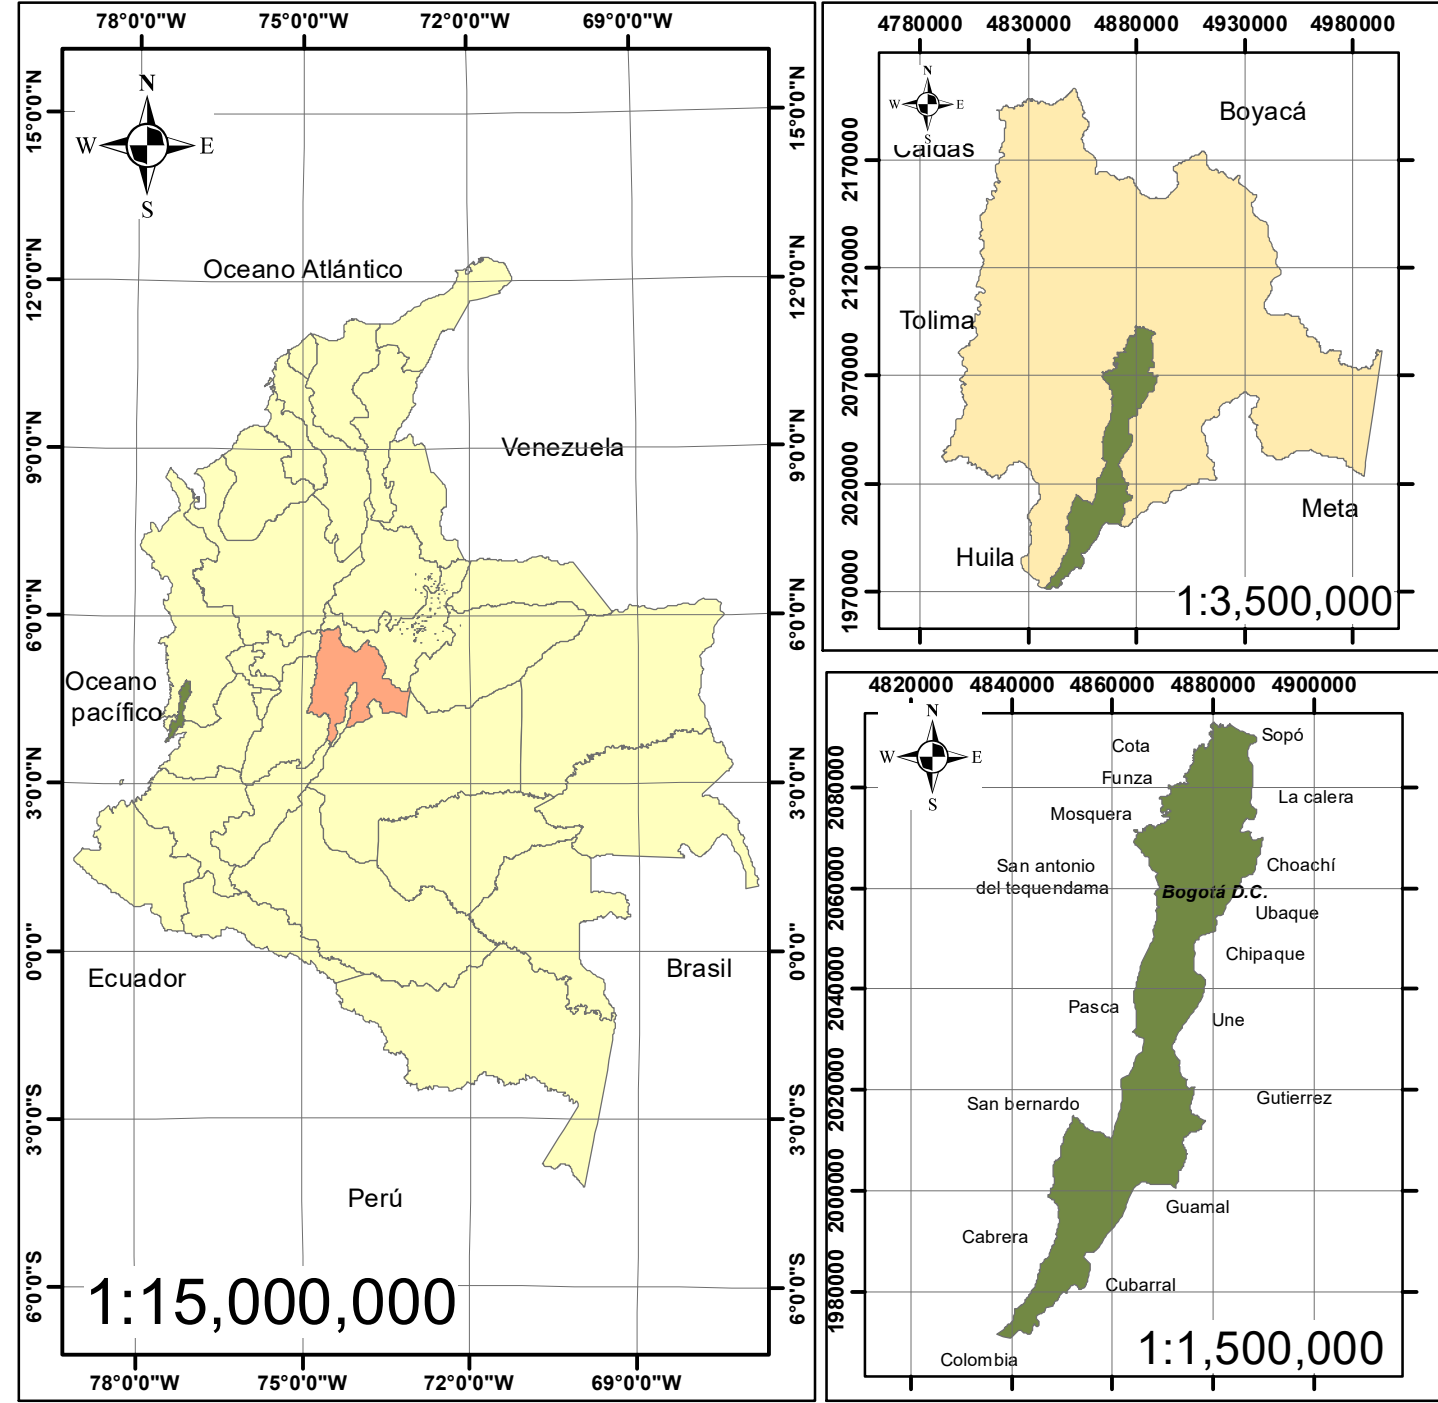 78°0'0"W 75°0'0"W 72°0'0"W 69°0'0"W
15°0'0"N
15°0'0"N
12°0'0"N
12°0'0"N
9°0'0"N
9°0'0"N
6°0'0"N
6°0'0"N
3°0'0"N
3°0'0"N
0°0'0"
0°0'0"
3°0'0"S
3°0'0"S
6°0'0"S
6°0'0"S
N
W E
S
Oceano Atlántico
Venezuela
Oceano
pacífico
Ecuador
Brasil
Perú
1:15,000,000
78°0'0"W 75°0'0"W 72°0'0"W 69°0'0"W
4780000 4830000 4880000 4930000 4980000
2170000
2120000
2070000
2020000
1970000
N
W E
S
Boyacá
Caldas
Tolima
Meta
Huila
1:3,500,000
4820000 4840000 4860000 4880000 4900000
2080000
2060000
2040000
2020000
2000000
1980000
N
W E
S
Cota
Sopó
Funza
La calera
Mosquera
San antonio
del tequendama
Choachí
Bogotá D.C.
Ubaque
Chipaque
Pasca
Une
San bernardo
Gutierrez
Guamal
Cabrera
Cubarral
Colombia
1:1,500,000